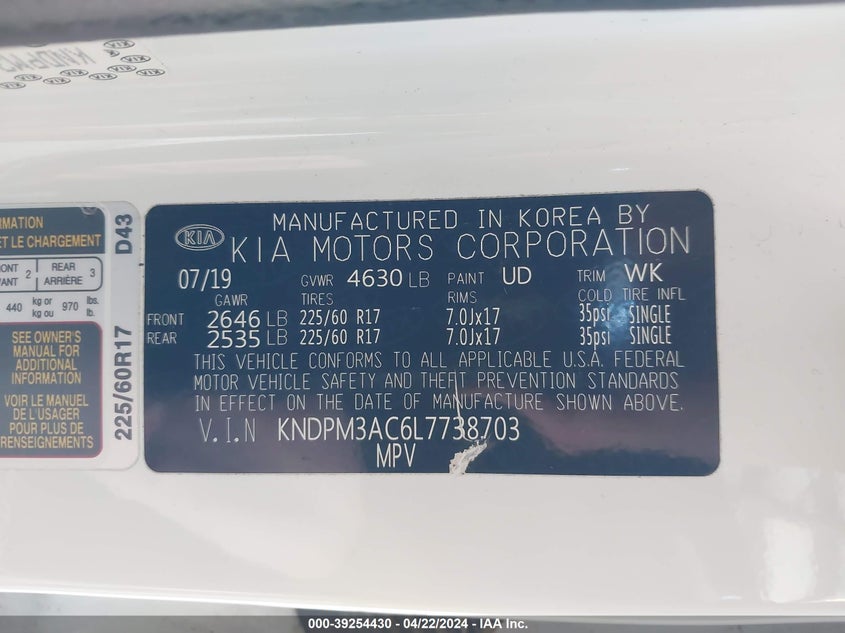 KIA
MANUFACTURED IN KOREA BY
KIA MOTORS CORPORATION
07/19 GVWR 4630 LB PAINT UD TRIM WK
GAWR TIRES RIMS COLD TIRE INFL
FRONT 2646 LB 225/60 R17 7.0Jx17 35psi SINGLE
REAR 2535 LB 225/60 R17 7.0Jx17 35psi SINGLE
THIS VEHICLE CONFORMS TO ALL APPLICABLE U.S.A. FEDERAL
MOTOR VEHICLE SAFETY AND THEFT PREVENTION STANDARDS
IN EFFECT ON THE DATE OF MANUFACTURE SHOWN ABOVE.
V.I.N KNDPM3AC6L7738703
MPV
ET LE CHARGEMENT
2 REAR 3
ARRIÈRE
440 kg or 970 lbs.
kg ou lb.
SEE OWNER'S
MANUAL FOR
ADDITIONAL
INFORMATION
VOIR LE MANUEL
DE L'USAGER
POUR PLUS DE
RENSEIGNEMENTS
225/60R17 D43
000-39254430 - 04/22/2024 - IAA Inc.